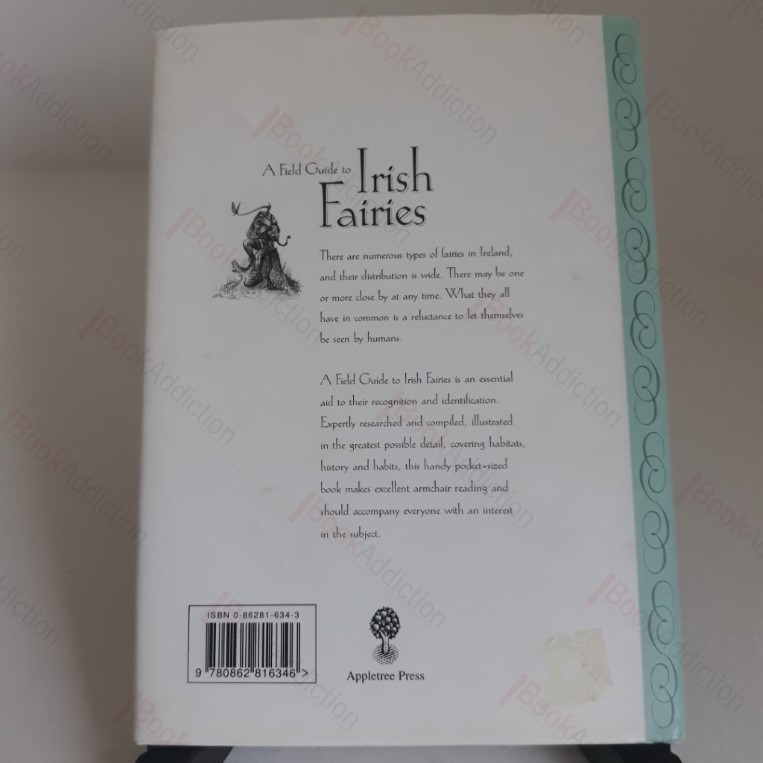 A Field Guide to Irish
Fairies
There are numerous types of fairies in Ireland,
and their distribution is wide. There may be one
or more close by at any time. What they all
have in common is a reluctance to let themselves
be seen by humans.
A Field Guide to Irish Fairies is an essential
aid to their recognition and identification.
Expertly researched and compiled, illustrated
in the greatest possible detail, covering habitats,
history and habits, this handy pocket-sized
book makes excellent armchair reading and
should accompany everyone with an interest
in the subject.
ISBN 0-86281-634-3
9 780862 816346 >
Appletree Press
BookAddiction